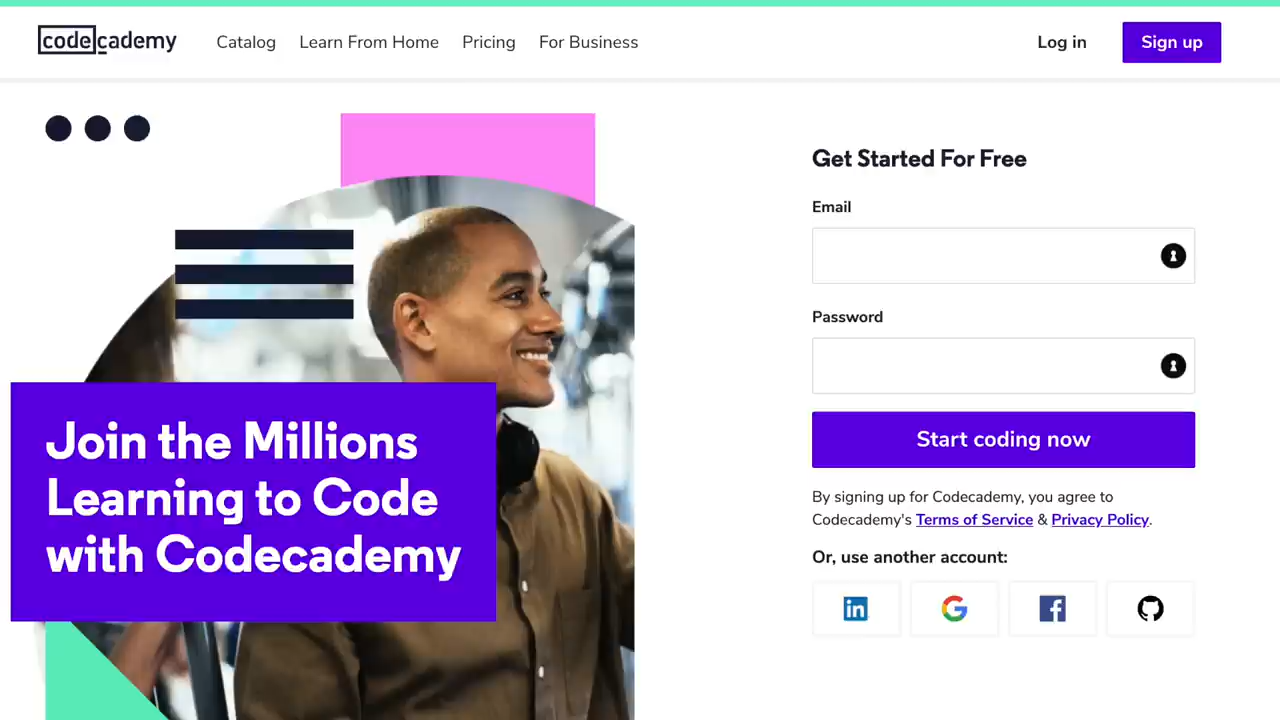 codecademy
Catalog
Learn From Home
Pricing
For Business
Log in
Sign up
Join the Millions
Learning to Code
with Codecademy
Get Started For Free
Email
Password
Start coding now
By signing up for Codecademy, you agree to
Codecademy's Terms of Service & Privacy Policy.
Or, use another account:
in
G
f